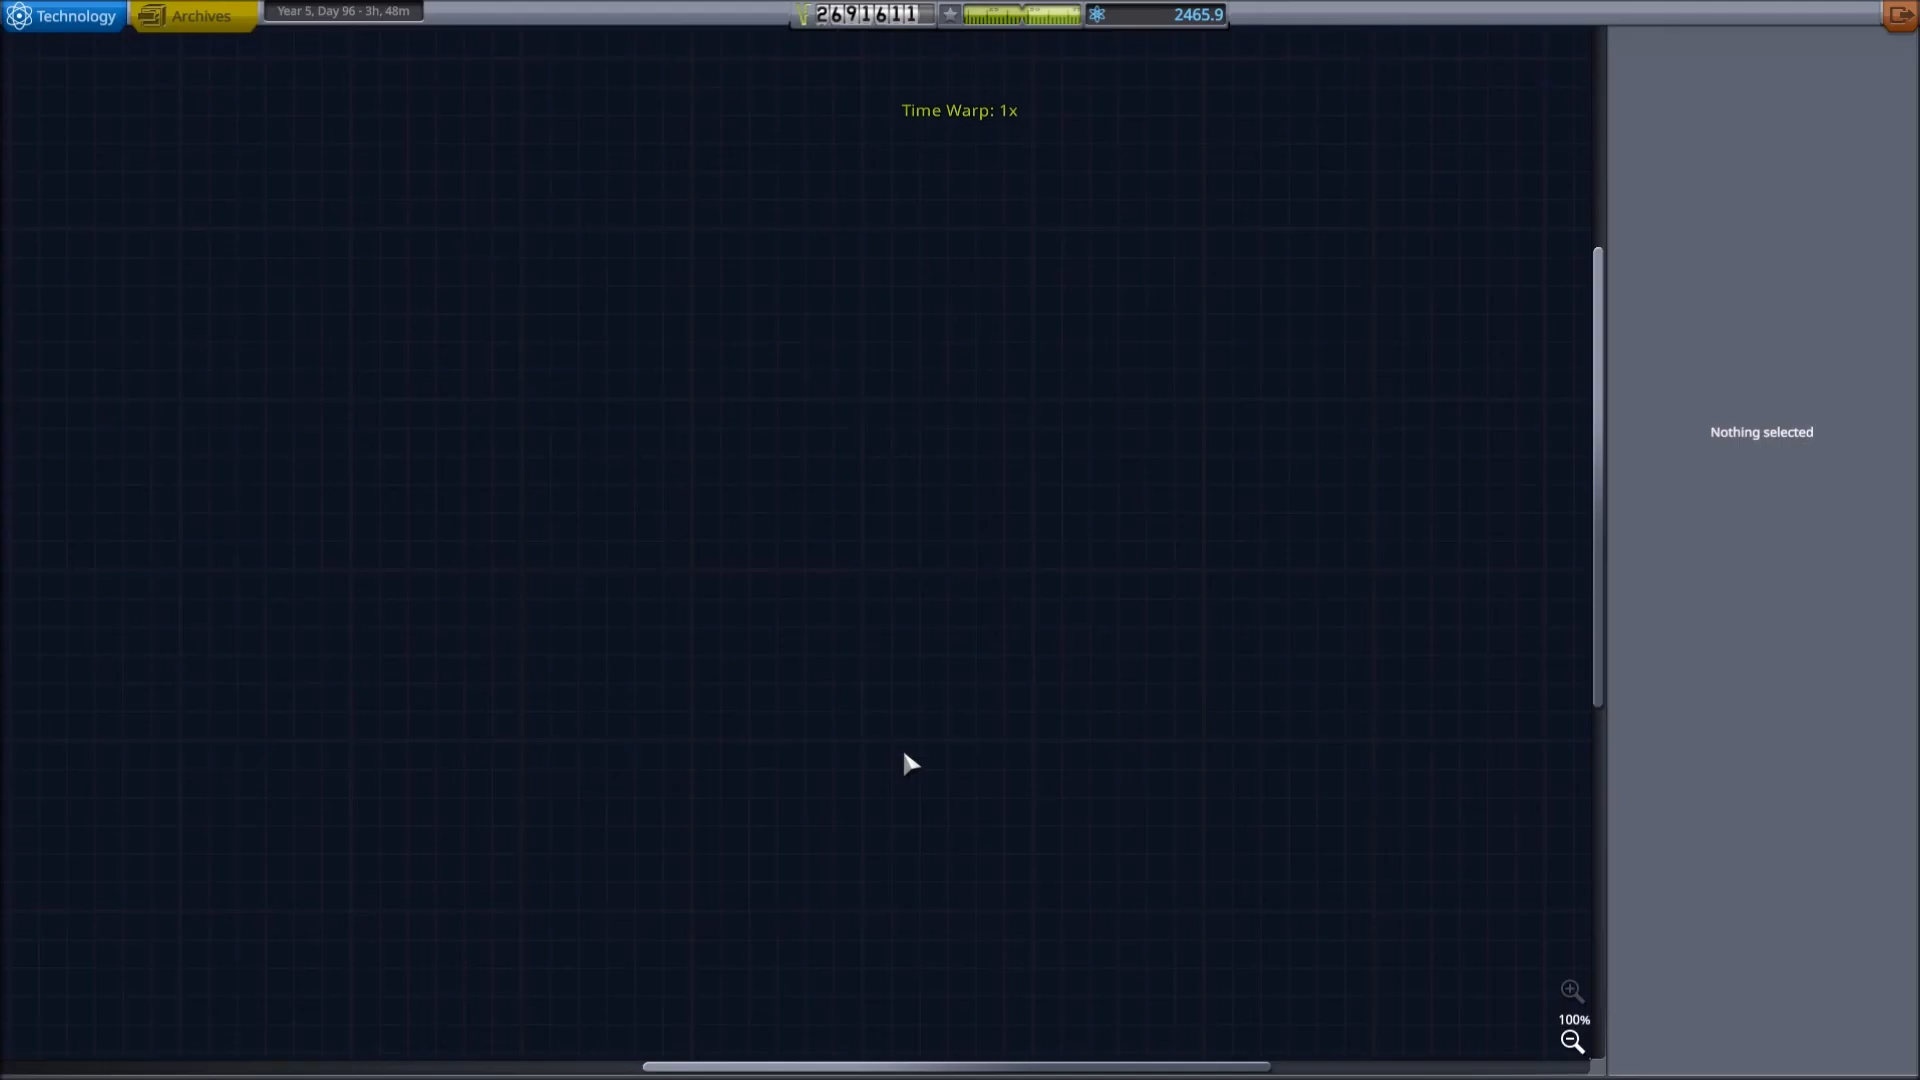 Technology
Archives
Year 5, Day 96 - 3h, 48m
2691611
2465.9
Time Warp: 1x
Nothing selected
100%